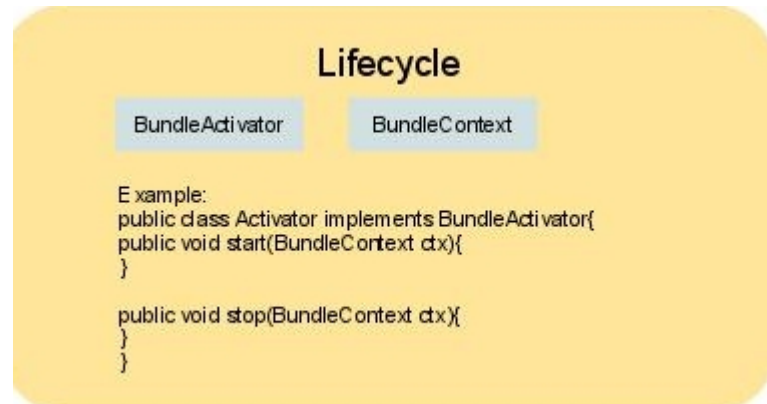 Lifecycle
BundleActivator BundleContext
Example:
public class Activator implements BundleActivator{
public void start(BundleContext ctx){
}
public void stop(BundleContext ctx){
}
}